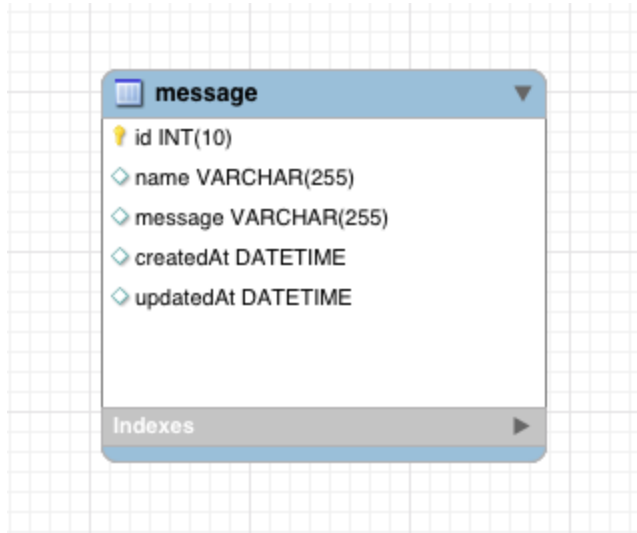 message
id INT(10)
name VARCHAR(255)
message VARCHAR(255)
createdAt DATETIME
updatedAt DATETIME
Indexes